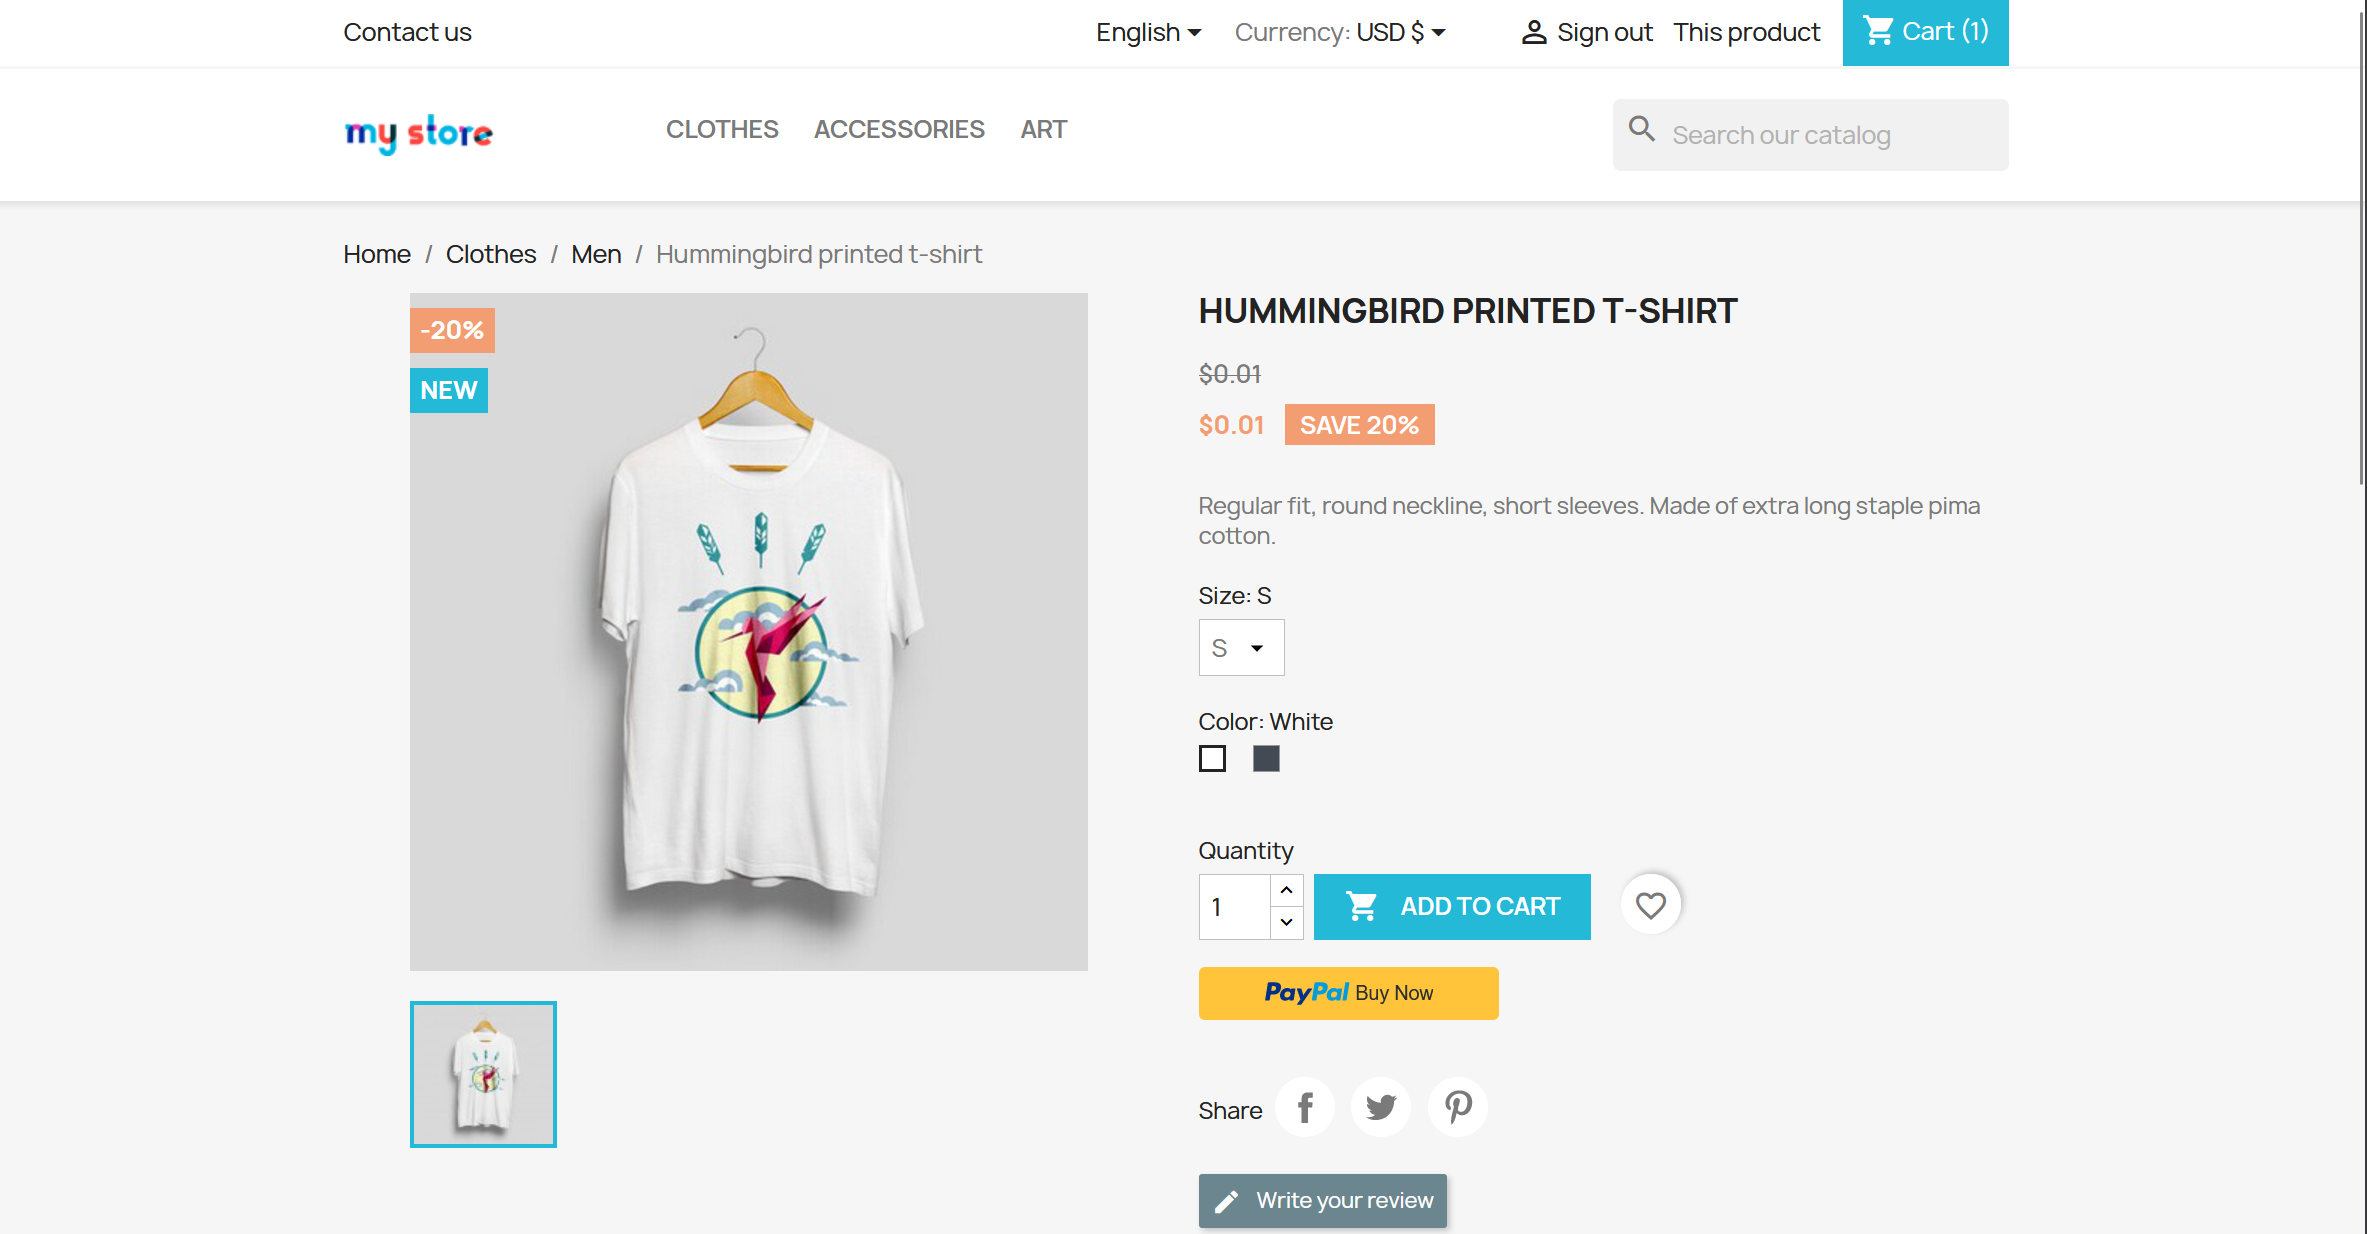 Contact us
English
Currency: USD $
Sign out
This product
Cart (1)
my store
CLOTHES
ACCESSORIES
ART
Search our catalog
Home / Clothes / Men / Hummingbird printed t-shirt
-20%
NEW
HUMMINGBIRD PRINTED T-SHIRT
$0.01
$0.01 SAVE 20%
Regular fit, round neckline, short sleeves. Made of extra long staple pima
cotton.
Size: S
S
Color: White
Quantity
1
ADD TO CART
PayPal Buy Now
Share
Write your review